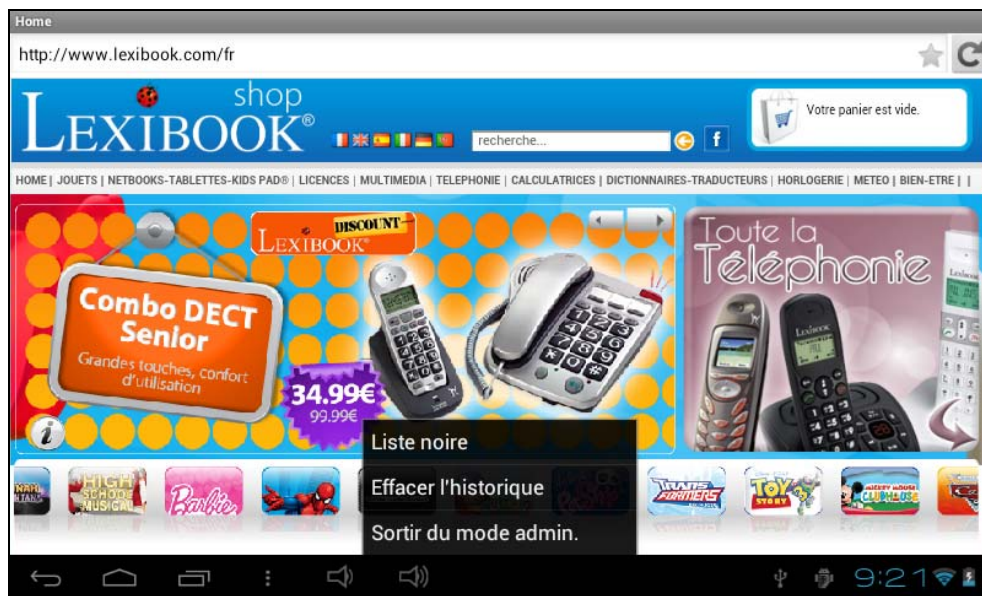 Home
http://www.lexibook.com/fr
shop
LEXIBOOK®
recherche...
f
Votre panier est vide.
HOME | JOUETS | NETBOOKS-TABLETTES-KIDS PAD® | LICENCES | MULTIMEDIA | TELEPHONIE | CALCULATRICES | DICTIONNAIRES-TRADUCTEURS | HORLOGERIE | METEO | BIEN-ETRE | |
DISCOUNT
LEXIBOOK®
Toute la
Téléphonie
Combo DECT
Senior
Grandes touches, confort
d'utilisation
34.99€
99.99€
i
Liste noire
Effacer l'historique
Sortir du mode admin.
HIGH
SCHOOL
MUSICAL
Barbie
TRANSFORMERS
TOY
STORY
MICKEY MOUSE
CLUBHOUSE
9:21